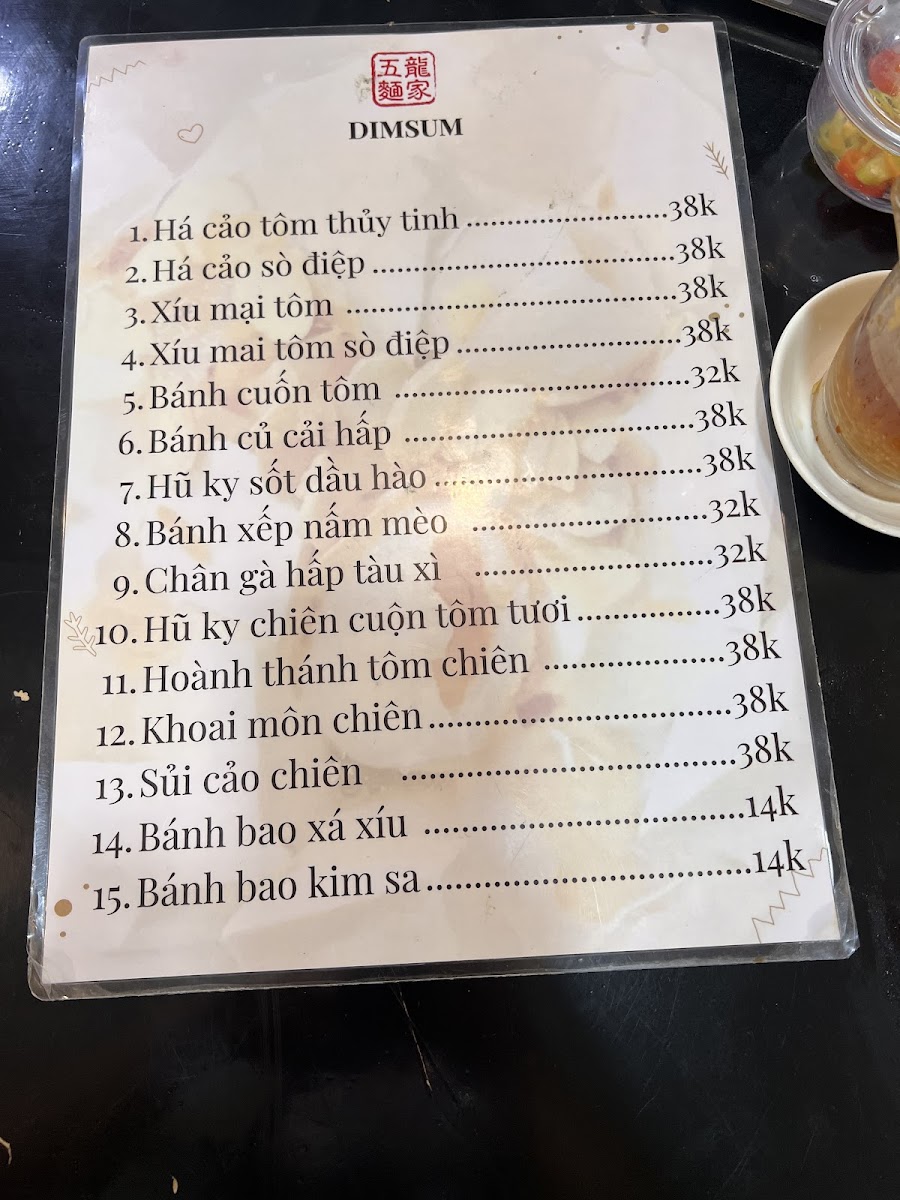 五龍
麵家
DIMSUM
1. Há cảo tôm thủy tinh ........................38k
2. Há cảo sò điệp ....................................38k
3. Xíu mại tôm .......................................38k
4. Xíu mai tôm sò điệp ..........................38k
5. Bánh cuốn tôm ..................................32k
6. Bánh củ cải hấp .................................38k
7. Hũ ky sốt dầu hào ..............................38k
8. Bánh xếp nấm mèo ...........................32k
9. Chân gà hấp tàu xì ...........................32k
10. Hũ ky chiên cuộn tôm tươi ................38k
11. Hoành thánh tôm chiên ....................38k
12. Khoai môn chiên .................................38k
13. Sủi cảo chiên .....................................38k
14. Bánh bao xá xíu ...................................14k
15. Bánh bao kim sa ...................................14k